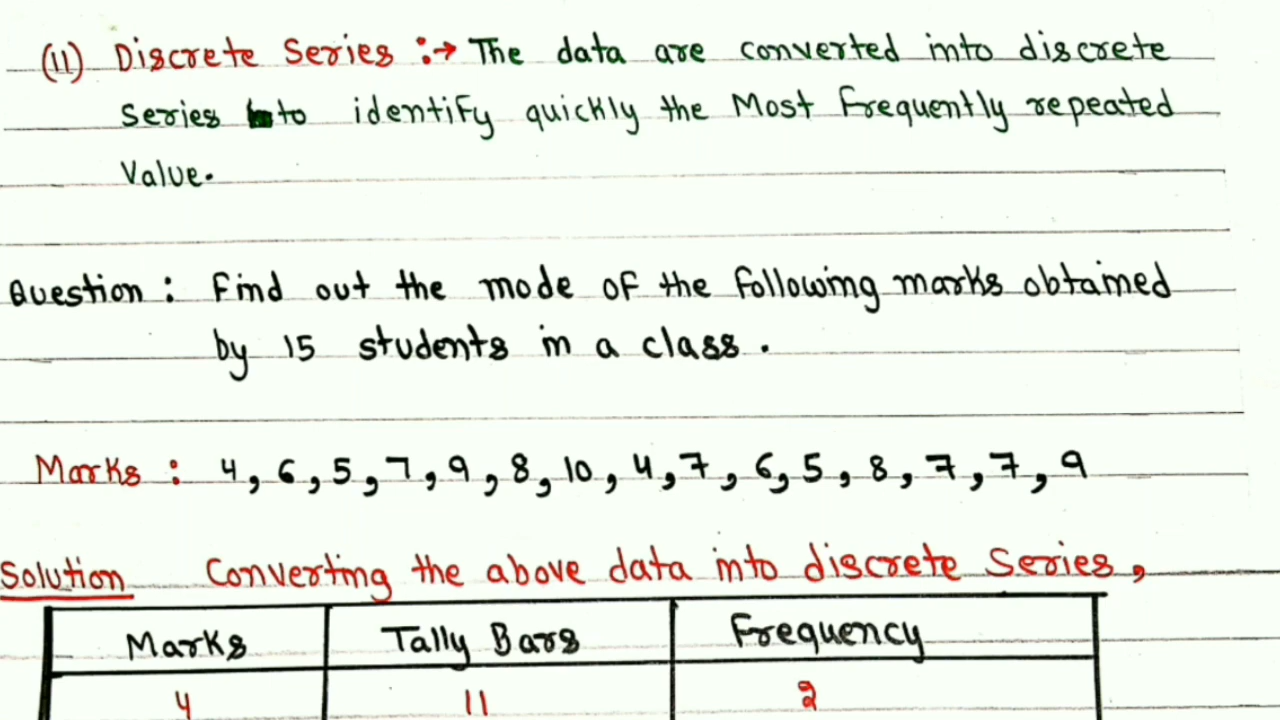 (11) Discrete Series :→ The data are converted into discrete
Series to identify quickly the Most Frequently repeated
Value.
Question : Find out the mode of the following marks obtained
by 15 students in a class .
Marks : 4, 6, 5, 7, 9, 8, 10, 4, 7, 6, 5, 8, 7, 7, 9
Solution Converting the above data into discrete Series,
Marks Tally Bars Frequency
4 11 2